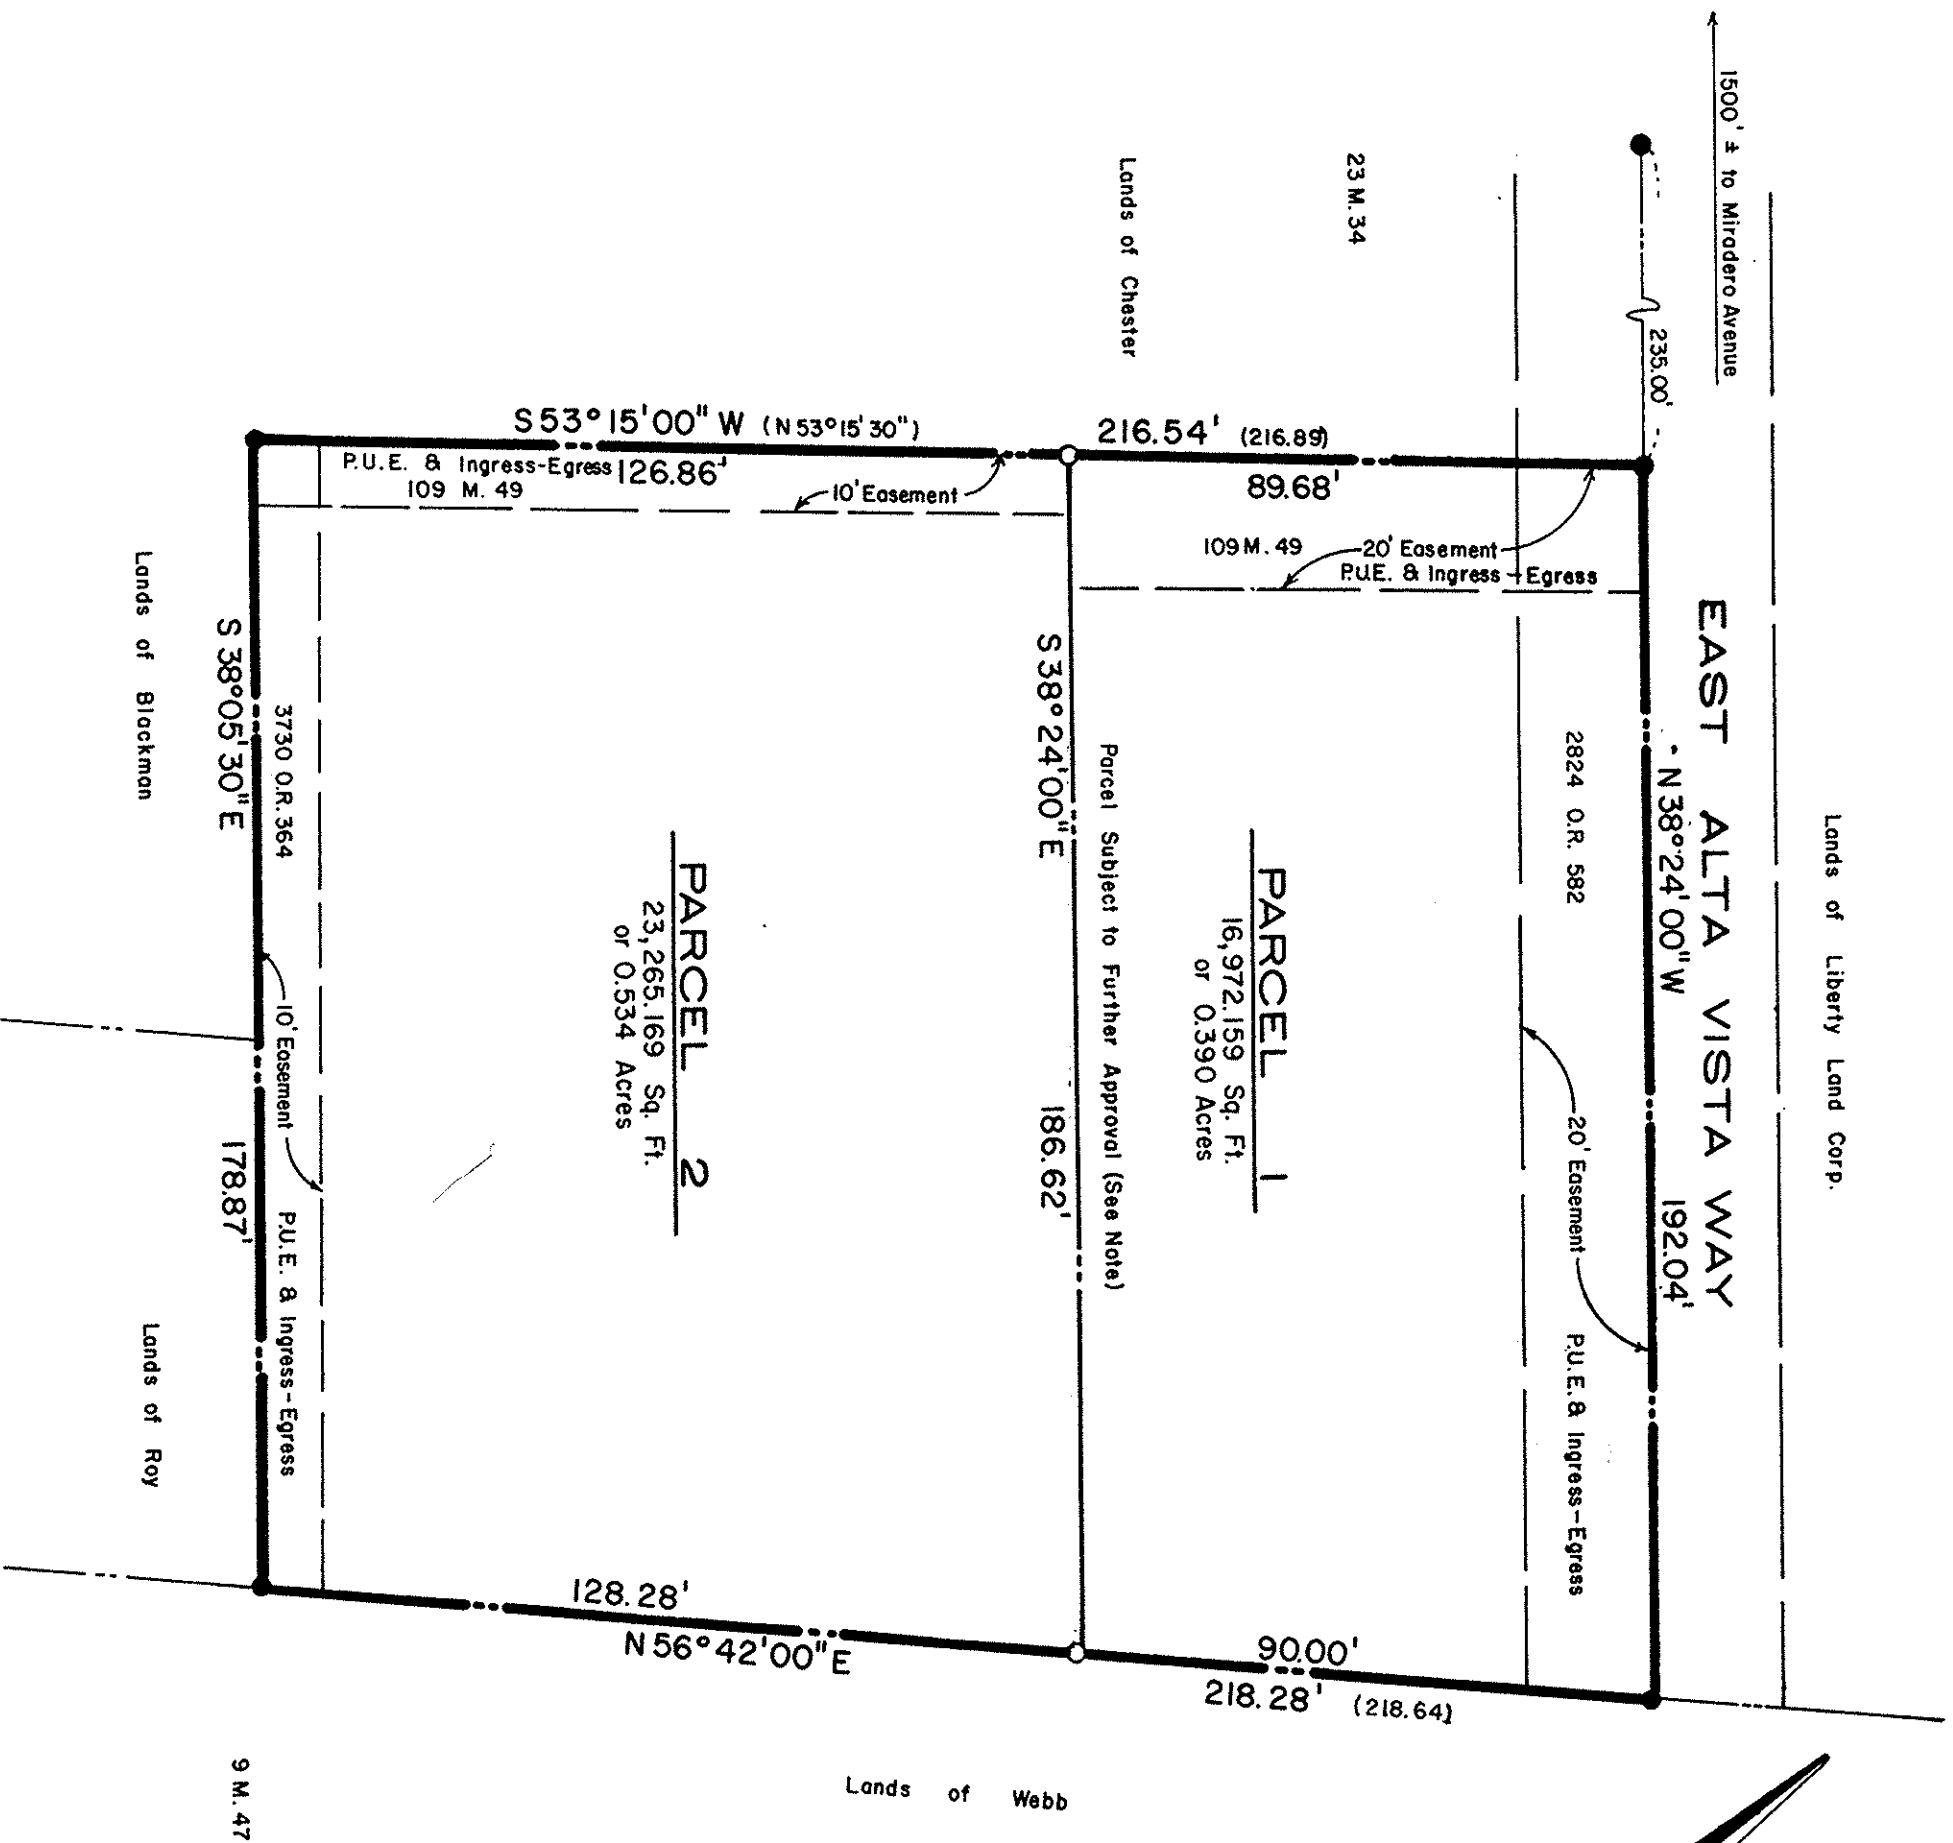 1500' ± to Miradero Avenue
235.00'
EAST ALTA VISTA WAY
N 38° 24' 00" W
192.04'
Lands of Liberty Land Corp.
23 M. 34
Lands of Chester
2824 O.R. 582
20' Easement
P.U.E. & Ingress-Egress
S 53° 15' 00" W (N 53° 15' 30")
216.54' (216.89)
P.U.E. & Ingress-Egress
126.86'
109 M. 49
10' Easement
89.68'
109 M. 49
20' Easement
P.U.E. & Ingress-Egress
PARCEL 1
16,972.159 Sq. Ft.
or 0.390 Acres
Parcel Subject to Further Approval (See Note)
S 38° 24' 00" E
186.62'
PARCEL 2
23,265.169 Sq. Ft.
or 0.534 Acres
3730 O.R. 364
10' Easement
P.U.E. & Ingress-Egress
S 38° 05' 30" E
178.87'
Lands of Blackman
Lands of Roy
128.28'
N 56° 42' 00" E
90.00'
218.28' (218.64)
Lands of Webb
9 M. 47